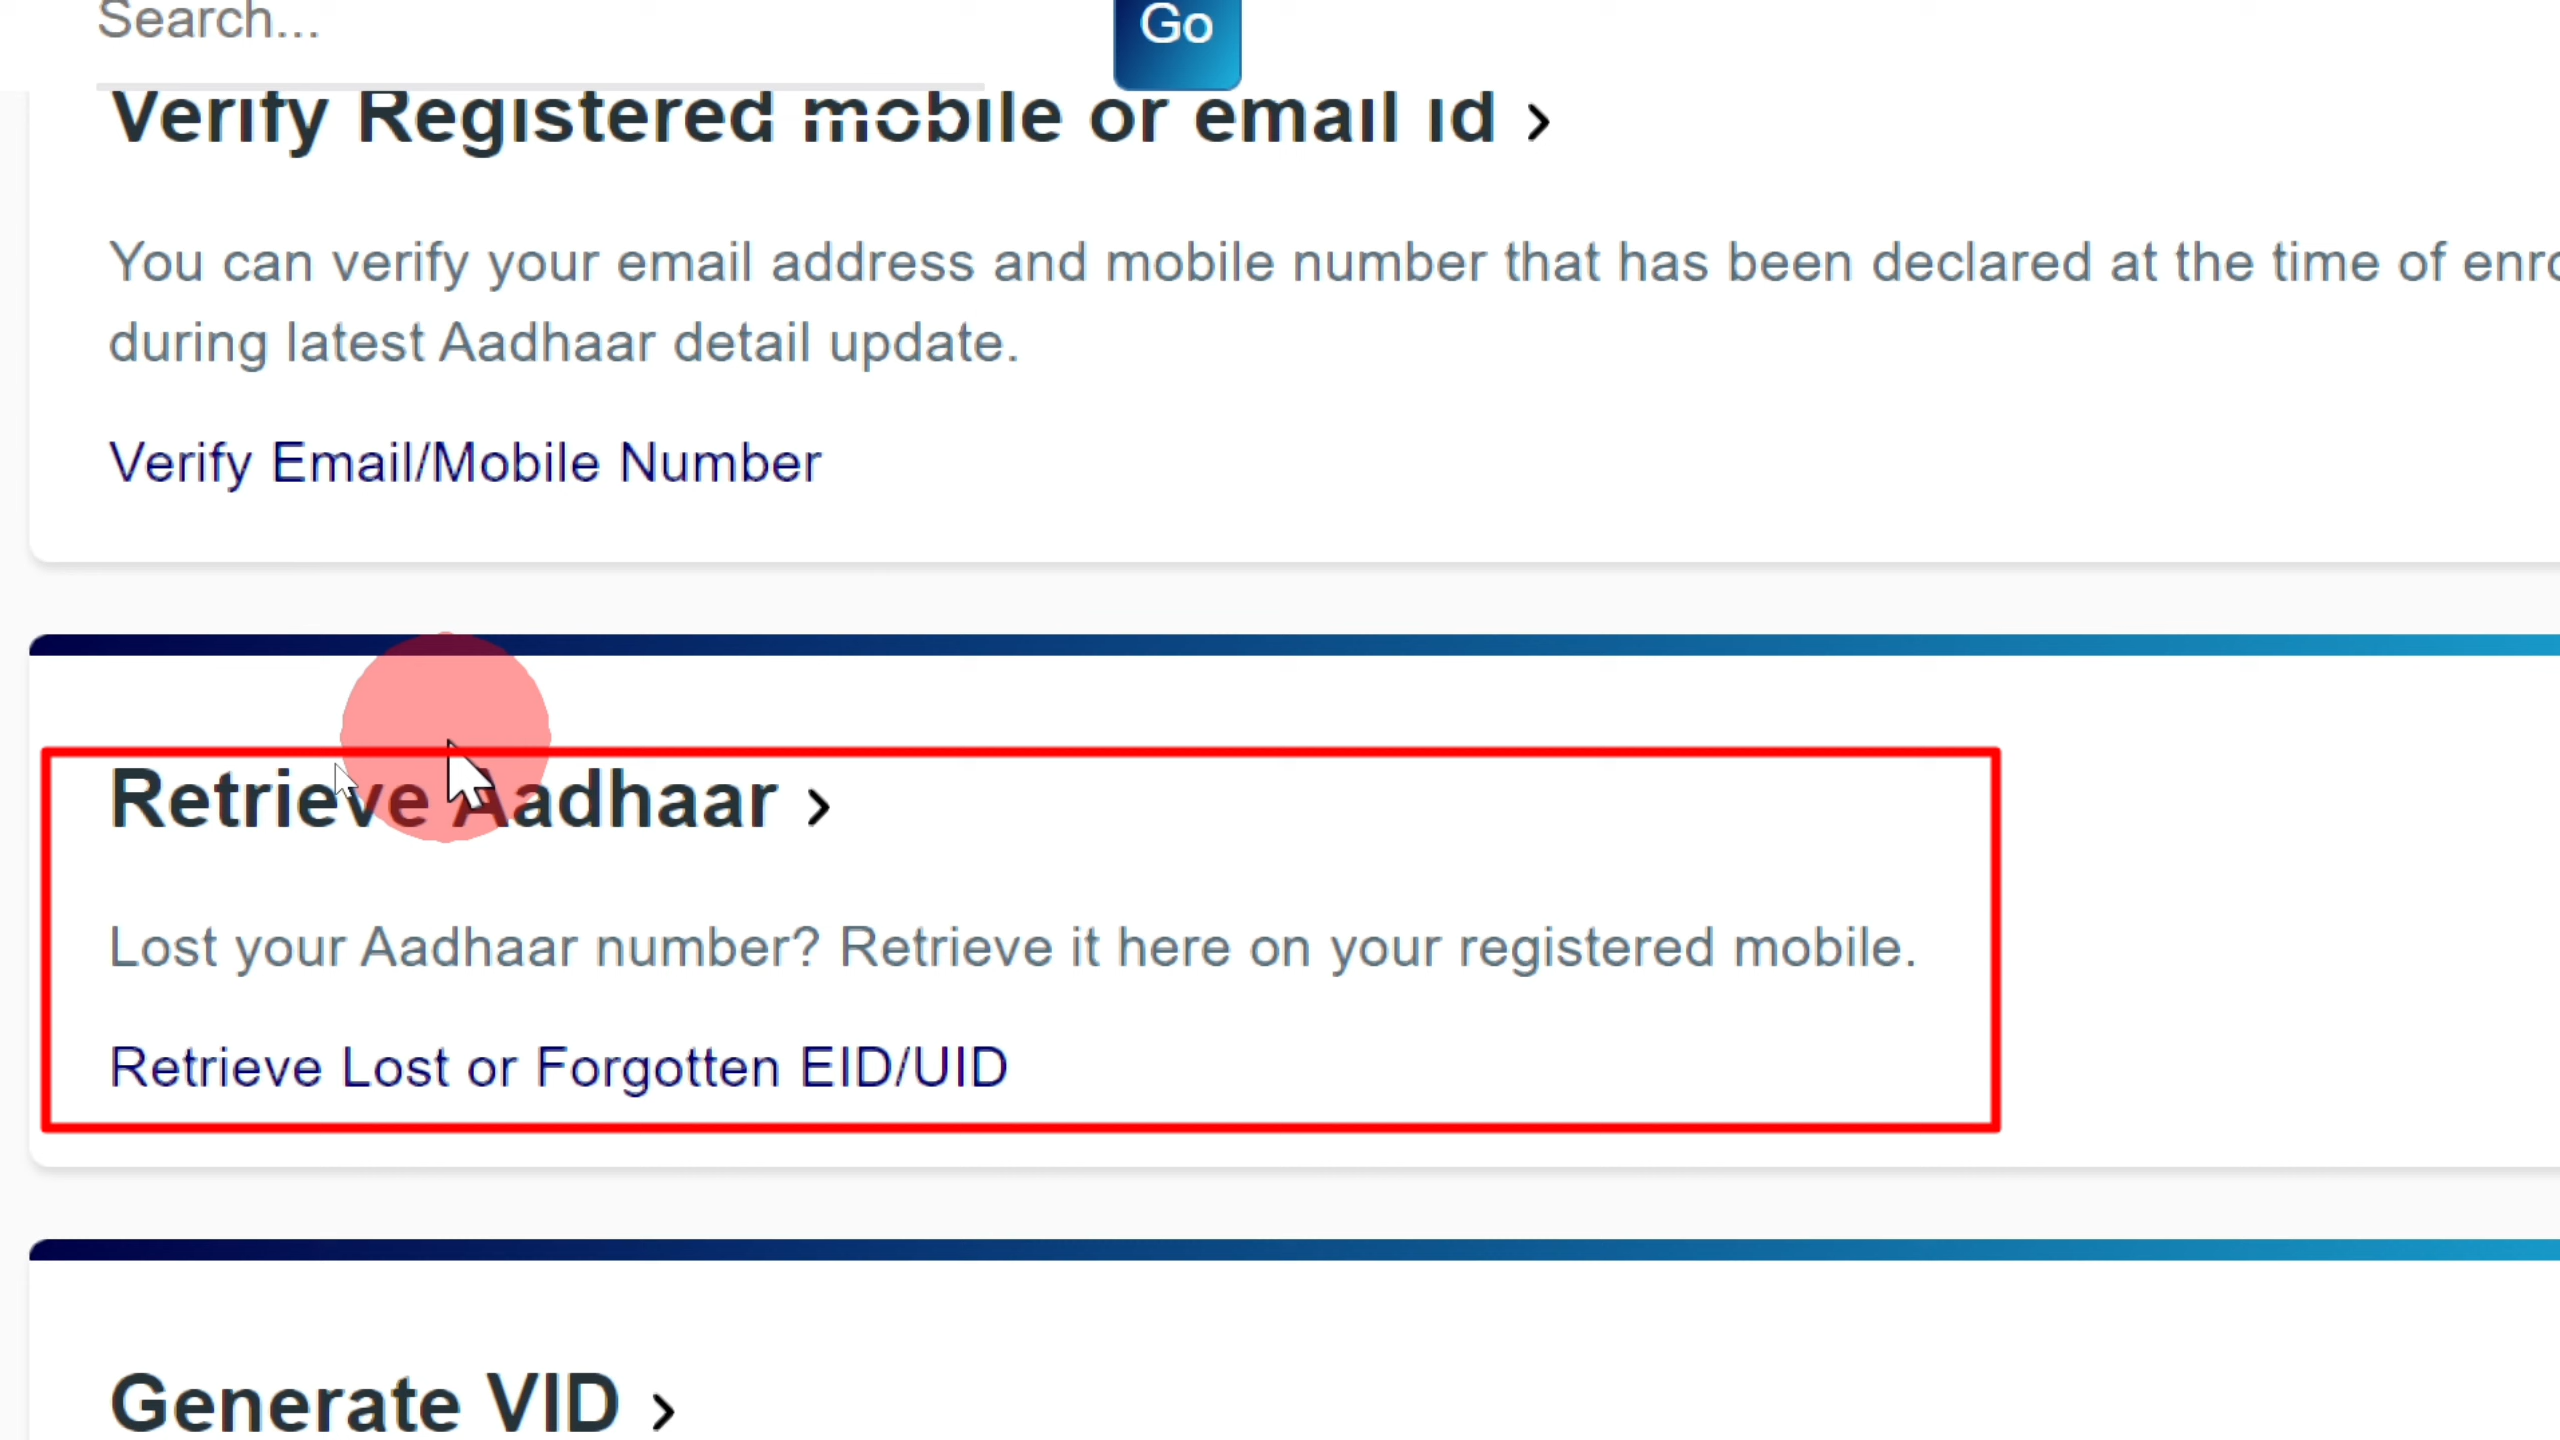 Search...
Go
Verify Registered mobile or email id >
You can verify your email address and mobile number that has been declared at the time of
during latest Aadhaar detail update.
Verify Email/Mobile Number
Retrieve Aadhaar >
Lost your Aadhaar number? Retrieve it here on your registered mobile.
Retrieve Lost or Forgotten EID/UID
Generate VID >